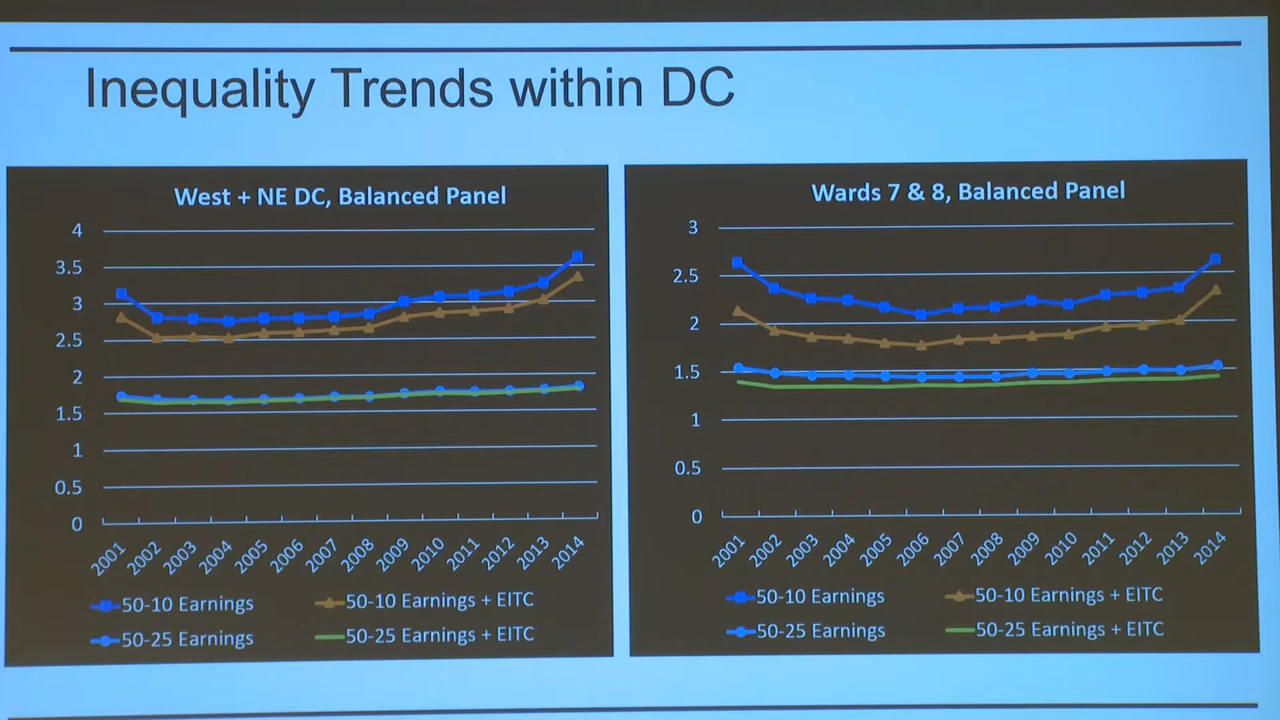 Inequality Trends within DC
West + NE DC, Balanced Panel
4
3.5
3
2.5
2
1.5
1
0.5
0
2001 2002 2003 2004 2005 2006 2007 2008 2009 2010 2011 2012 2013 2014
50-10 Earnings 50-10 Earnings + EITC
50-25 Earnings 50-25 Earnings + EITC
Wards 7 & 8, Balanced Panel
3
2.5
2
1.5
1
0.5
0
2001 2002 2003 2004 2005 2006 2007 2008 2009 2010 2011 2012 2013 2014
50-10 Earnings 50-10 Earnings + EITC
50-25 Earnings 50-25 Earnings + EITC